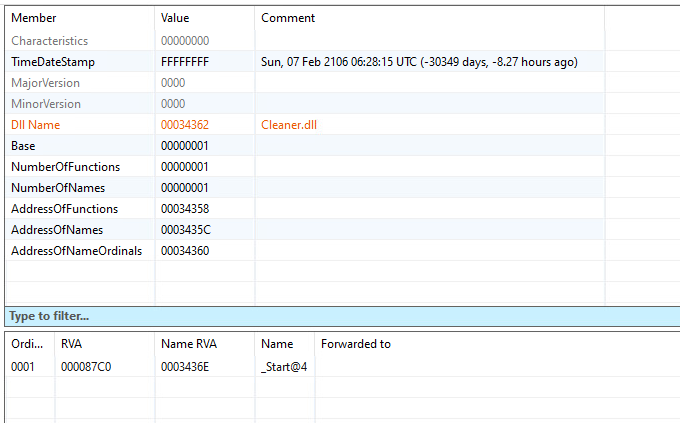 Member Value Comment
Characteristics 00000000
TimeDateStamp FFFFFFFF Sun, 07 Feb 2106 06:28:15 UTC (-30349 days, -8.27 hours ago)
MajorVersion 0000
MinorVersion 0000
Dll Name 00034362 Cleaner.dll
Base 00000001
NumberOfFunctions 00000001
NumberOfNames 00000001
AddressOfFunctions 00034358
AddressOfNames 0003435C
AddressOfNameOrdinals 00034360
Type to filter...
Ordi... RVA Name RVA Name Forwarded to
0001 000087C0 0003436E _Start@4